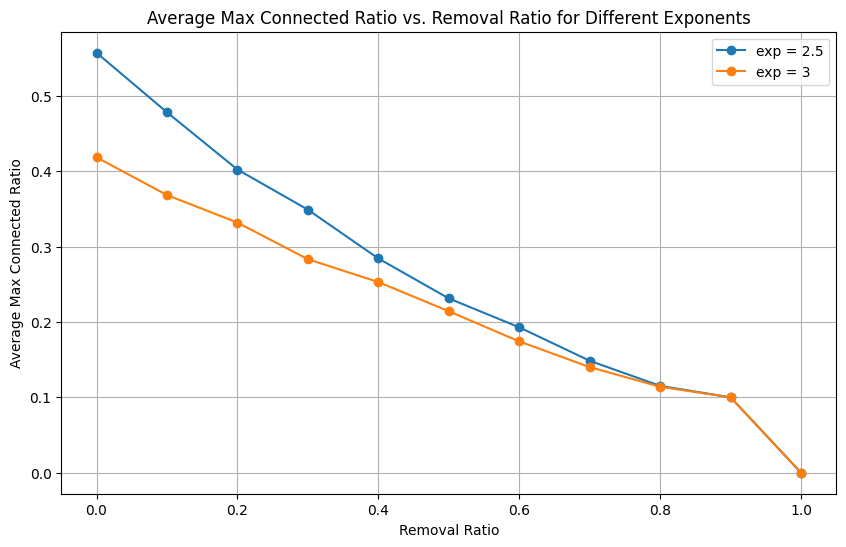 Average Max Connected Ratio vs. Removal Ratio for Different Exponents
exp = 2.5
exp = 3
Average Max Connected Ratio
0.5
0.4
0.3
0.2
0.1
0.0
0.0 0.2 0.4 0.6 0.8 1.0
Removal Ratio